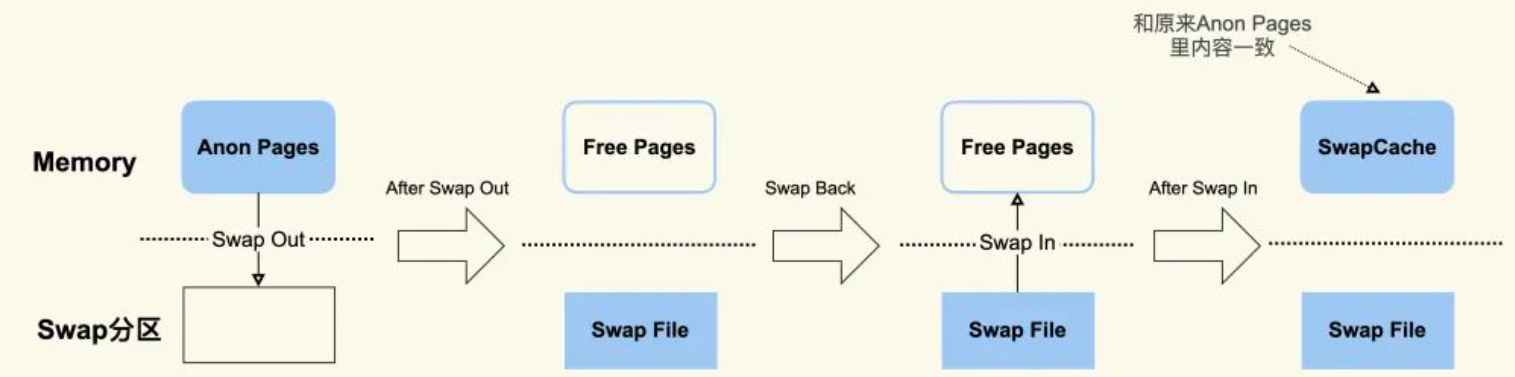 和原来Anon Pages
里内容一致
Memory
Anon Pages
Free Pages
Free Pages
SwapCache
After Swap Out
Swap Back
After Swap In
Swap Out
Swap In
Swap分区
Swap File
Swap File
Swap File